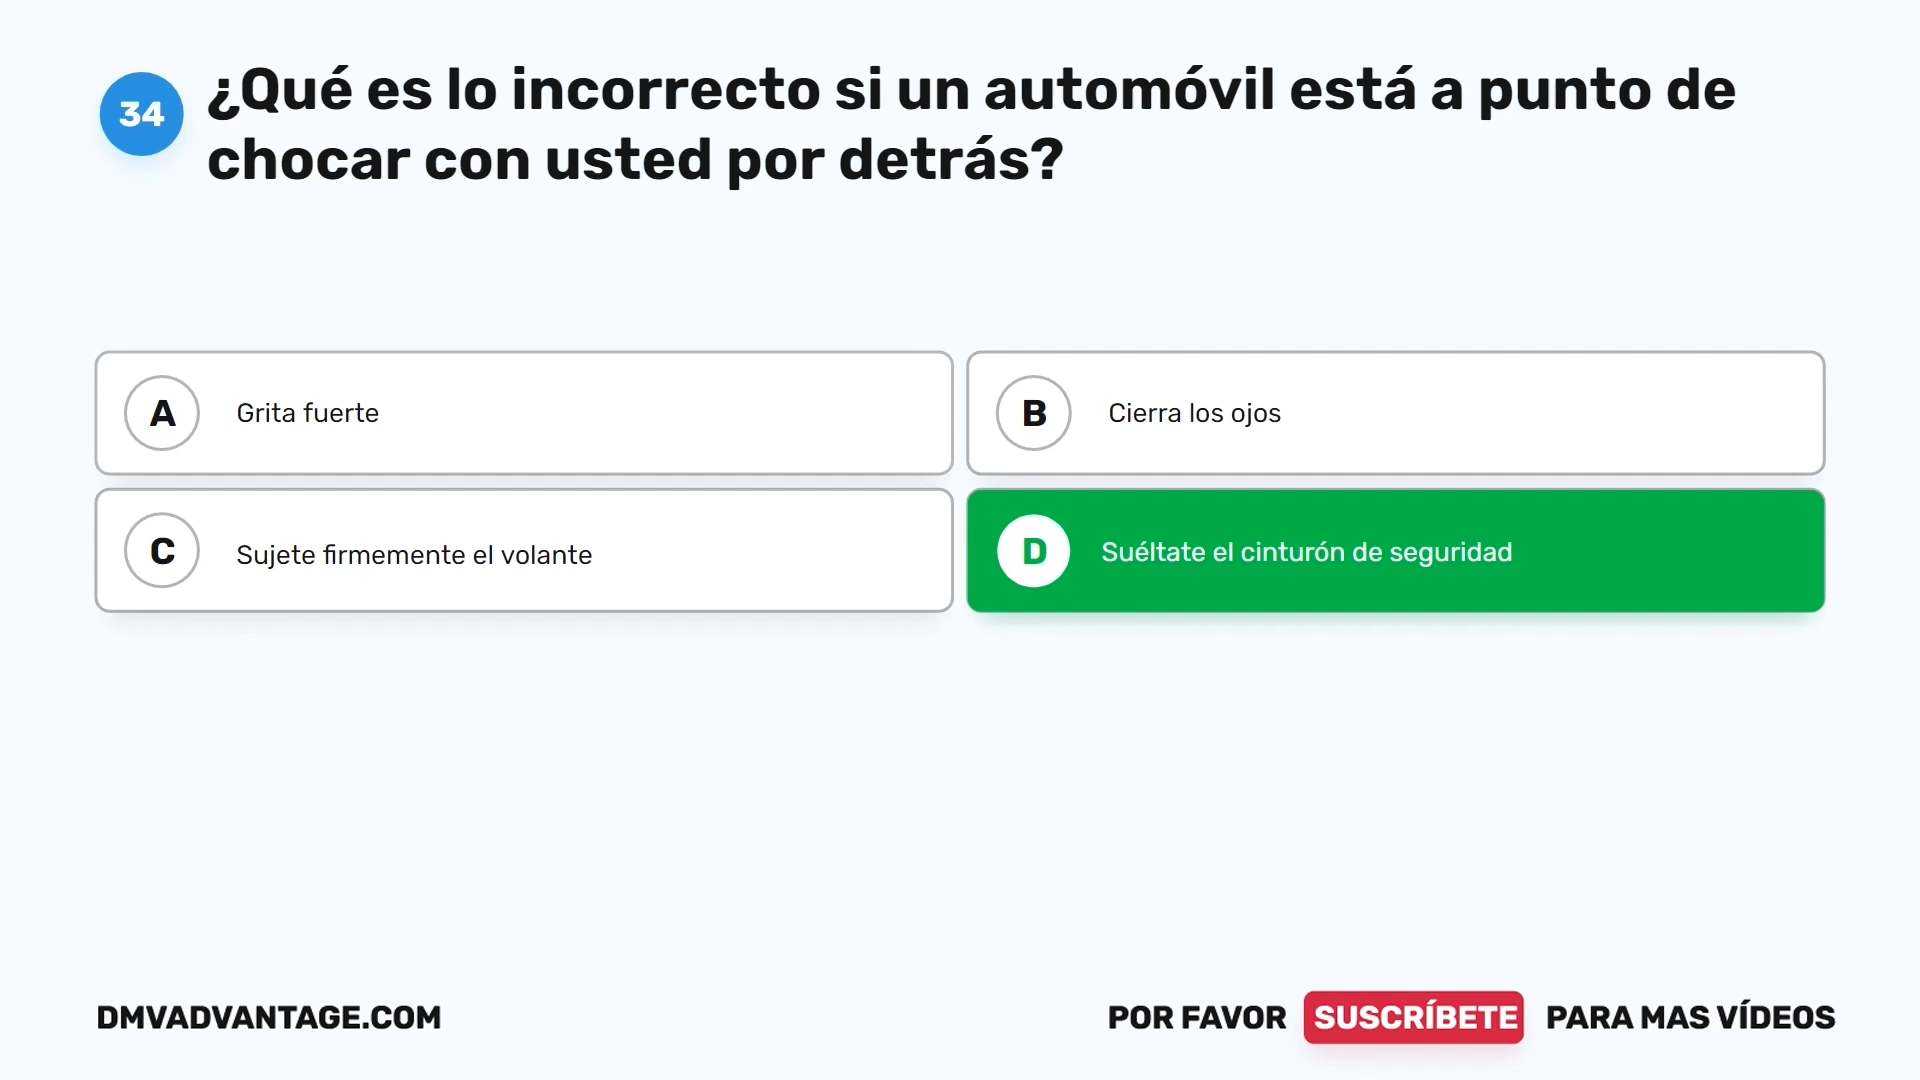 34
¿Qué es lo incorrecto si un automóvil está a punto de
chocar con usted por detrás?
A Grita fuerte
B Cierra los ojos
C Sujete firmemente el volante
D Suéltate el cinturón de seguridad
DMVADVANTAGE.COM
POR FAVOR SUSCRÍBETE PARA MAS VÍDEOS